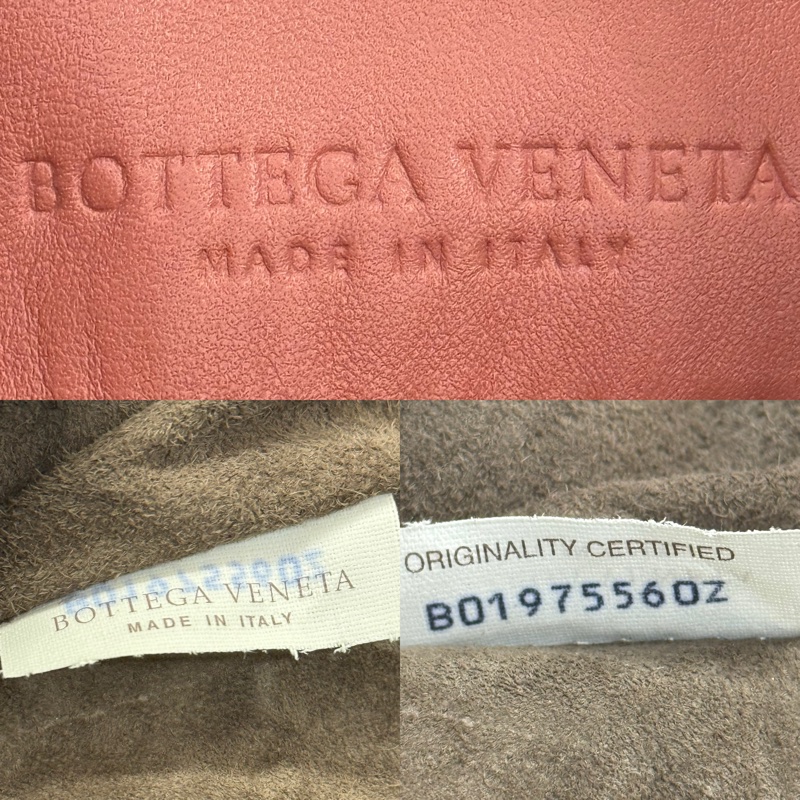 BOTTEGA VENETA
MADE IN ITALY
BOTTEGA VENETA
MADE IN ITALY
ORIGINALITY CERTIFIED
B01975560Z